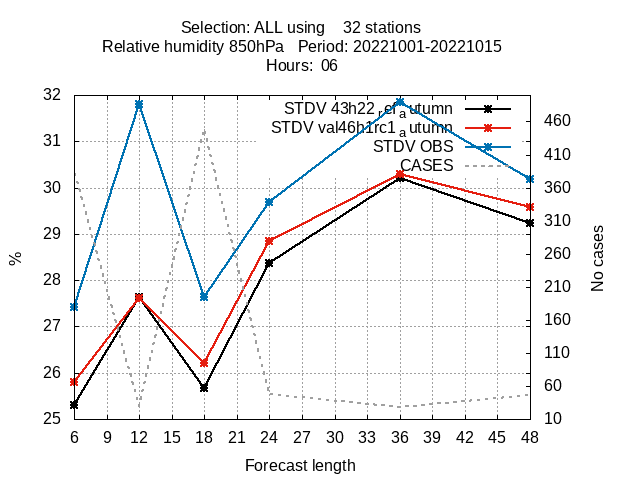 Selection: ALL using    32 stations
Relative humidity 850hPa   Period: 20221001-20221015
Hours:  06
STDV 43h22_ref_autumn
STDV val46h1rc1_autumn
STDV OBS
CASES
32
31
30
29
28
27
26
25
460
410
360
310
260
210
160
110
60
10
%
No cases
6 9 12 15 18 21 24 27 30 33 36 39 42 45 48
Forecast length